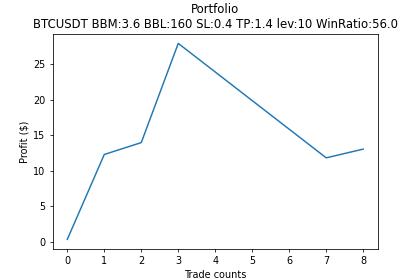 Portfolio
BTCUSDT BBM:3.6 BBL:160 SL:0.4 TP:1.4 lev:10 WinRatio:56.0
Profit ($)
25
20
15
10
5
0
0 1 2 3 4 5 6 7 8
Trade counts